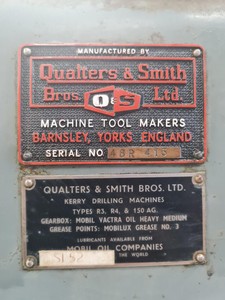 MANUFACTURED BY
Qualters & Smith
Bros. Q&S Ltd.
MACHINE TOOL MAKERS
BARNSLEY, YORKS ENGLAND
SERIAL NO.
QUALTERS & SMITH BROS. LTD.
KERRY DRILLING MACHINES
TYPES R3, R4, & 150 AG.
GEARBOX: MOBIL VACTRA OIL HEAVY MEDIUM
GREASE POINTS: MOBILUX GREASE NO. 3
LUBRICANTS AVAILABLE FROM
MOBIL OIL COMPANIES
THE WORLD